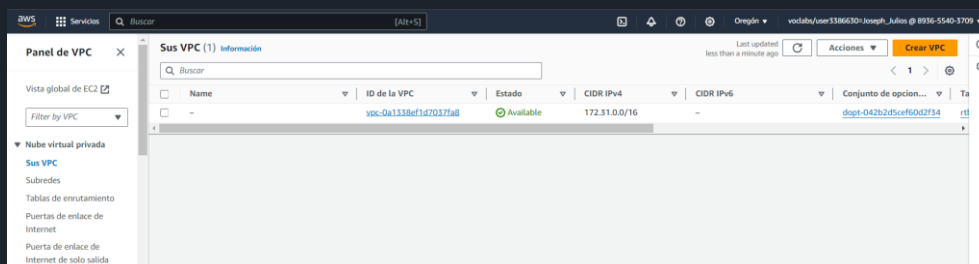 aws Servicios Buscar [Alt+S] Oregón voclabs/user3386630=Joseph_Julios @ 8936-5540-3709
Panel de VPC
Vista global de EC2
Filter by VPC
Nube virtual privada
Sus VPC
Subredes
Tablas de enrutamiento
Puertas de enlace de
Internet
Puerta de enlace de
Internet de solo salida
Sus VPC (1) Información
Last updated
less than a minute ago
Acciones
Crear VPC
Buscar
1
Name ID de la VPC Estado CIDR IPv4 CIDR IPv6 Conjunto de opcion... Ta
– vpc-0a1338ef1d7037fa8 Available 172.31.0.0/16 – dopt-042b2d5cef60d2f34 rtl